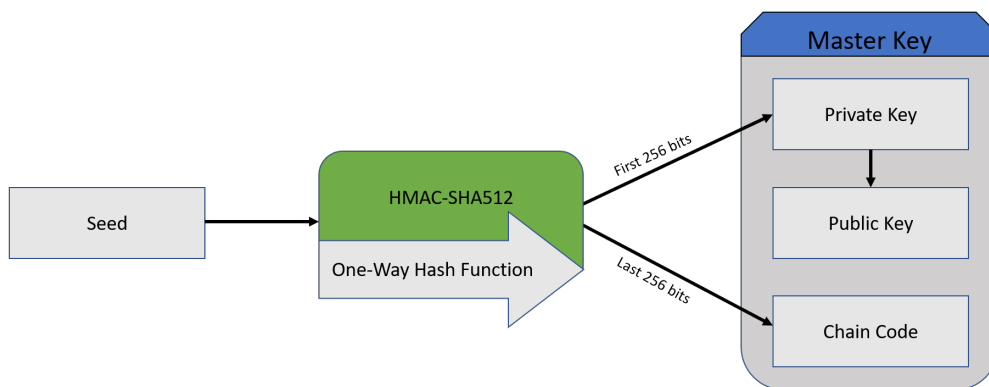 Master Key
Private Key
First 256 bits
HMAC-SHA512
Seed
Public Key
One-Way Hash Function
Last 256 bits
Chain Code